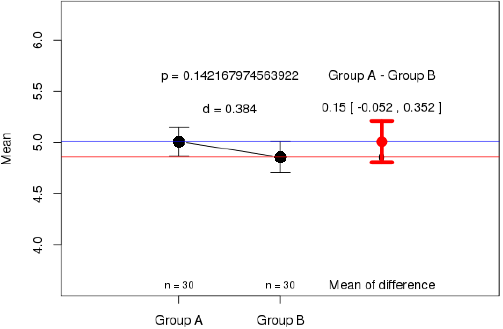 6.0
p = 0.142167974563922 Group A - Group B
5.5
d = 0.384 0.15 [ -0.052 , 0.352 ]
Mean
5.0
4.5
4.0
n = 30 n = 30 Mean of difference
Group A Group B